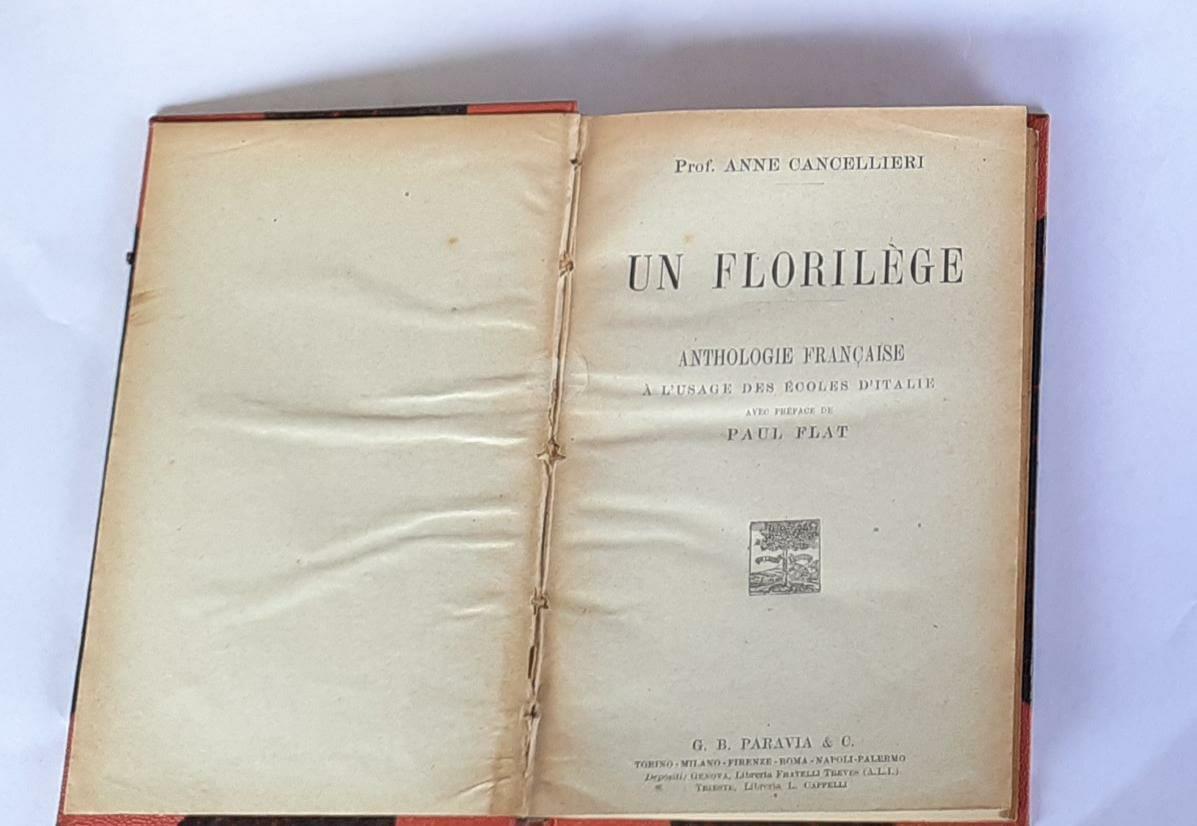 Prof. ANNE CANCELLIERI
UN FLORILÈGE
ANTHOLOGIE FRANÇAISE
À L'USAGE DES ÉCOLES D'ITALIE
AVEC PRÉFACE DE
PAUL FLAT
G. B. PARAVIA & C.
TORINO-MILANO-FIRENZE-ROMA-NAPOLI-PALERMO
Depositi: GENOVA, Libreria FRATELLI TREVES (A.L.I.)
TRIESTE, Libreria L. CAPPELLI